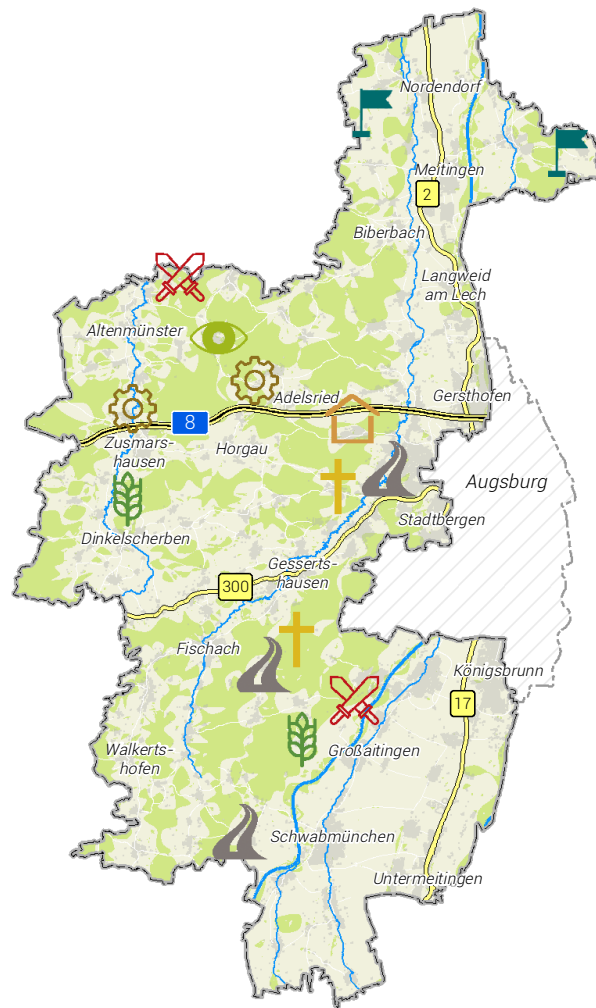 Nordendorf
Meitingen
2
Biberbach
Langweid
am Lech
Altenmünster
Adelsried
Gersthofen
8
Zusmars-
hausen
Horgau
Augsburg
Stadtbergen
Dinkelscherben
Gesserts-
hausen
300
Fischach
Königsbrunn
17
Walkerts-
hofen
Großaitingen
Schwabmünchen
Untermeitingen